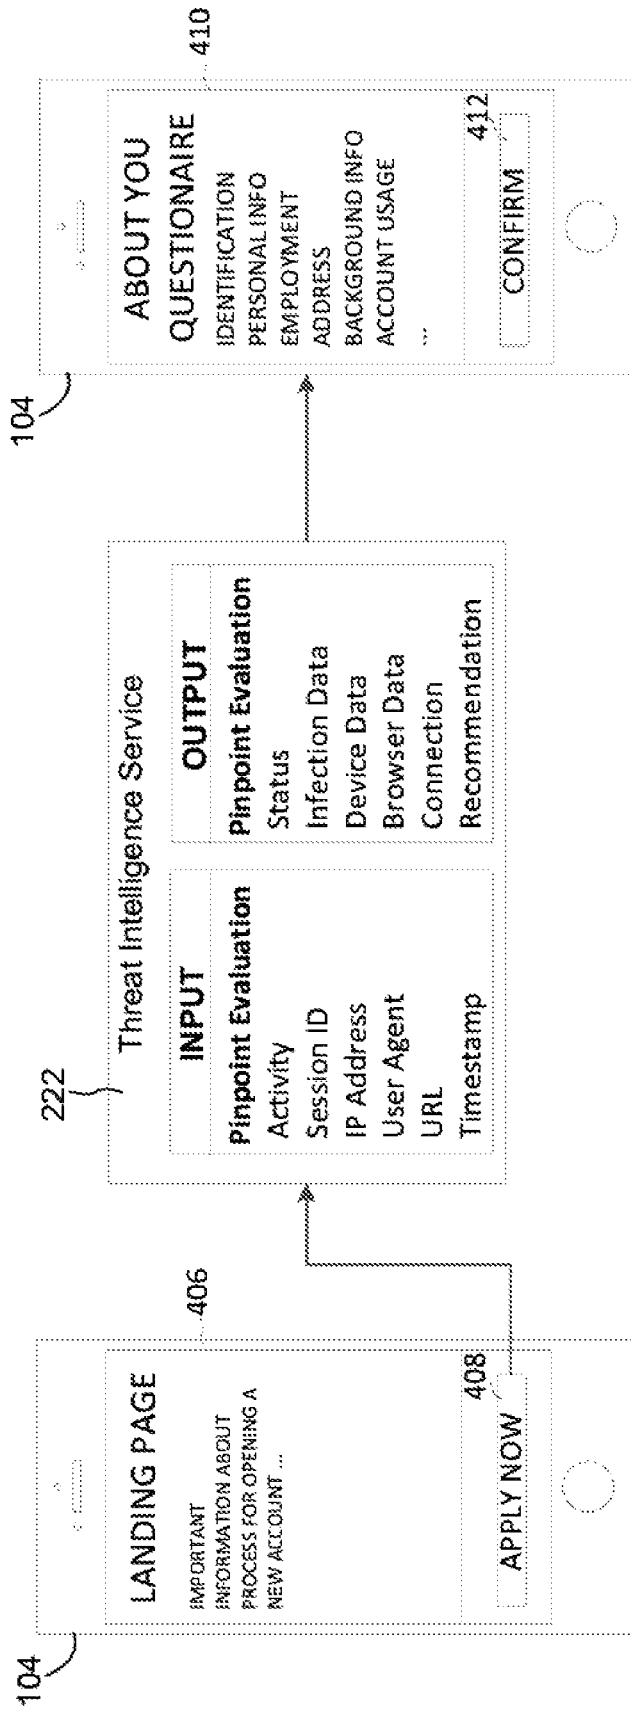 104
406
LANDING PAGE
IMPORTANT
INFORMATION ABOUT
PROCESS FOR OPENING A
NEW ACCOUNT ...
408
APPLY NOW
222
Threat Intelligence Service
INPUT
Pinpoint Evaluation
Activity
Session ID
IP Address
User Agent
URL
Timestamp
OUTPUT
Pinpoint Evaluation
Status
Infection Data
Device Data
Browser Data
Connection
Recommendation
104
410
ABOUT YOU
QUESTIONAIRE
IDENTIFICATION
PERSONAL INFO
EMPLOYMENT
ADDRESS
BACKGROUND INFO
ACCOUNT USAGE
...
412
CONFIRM